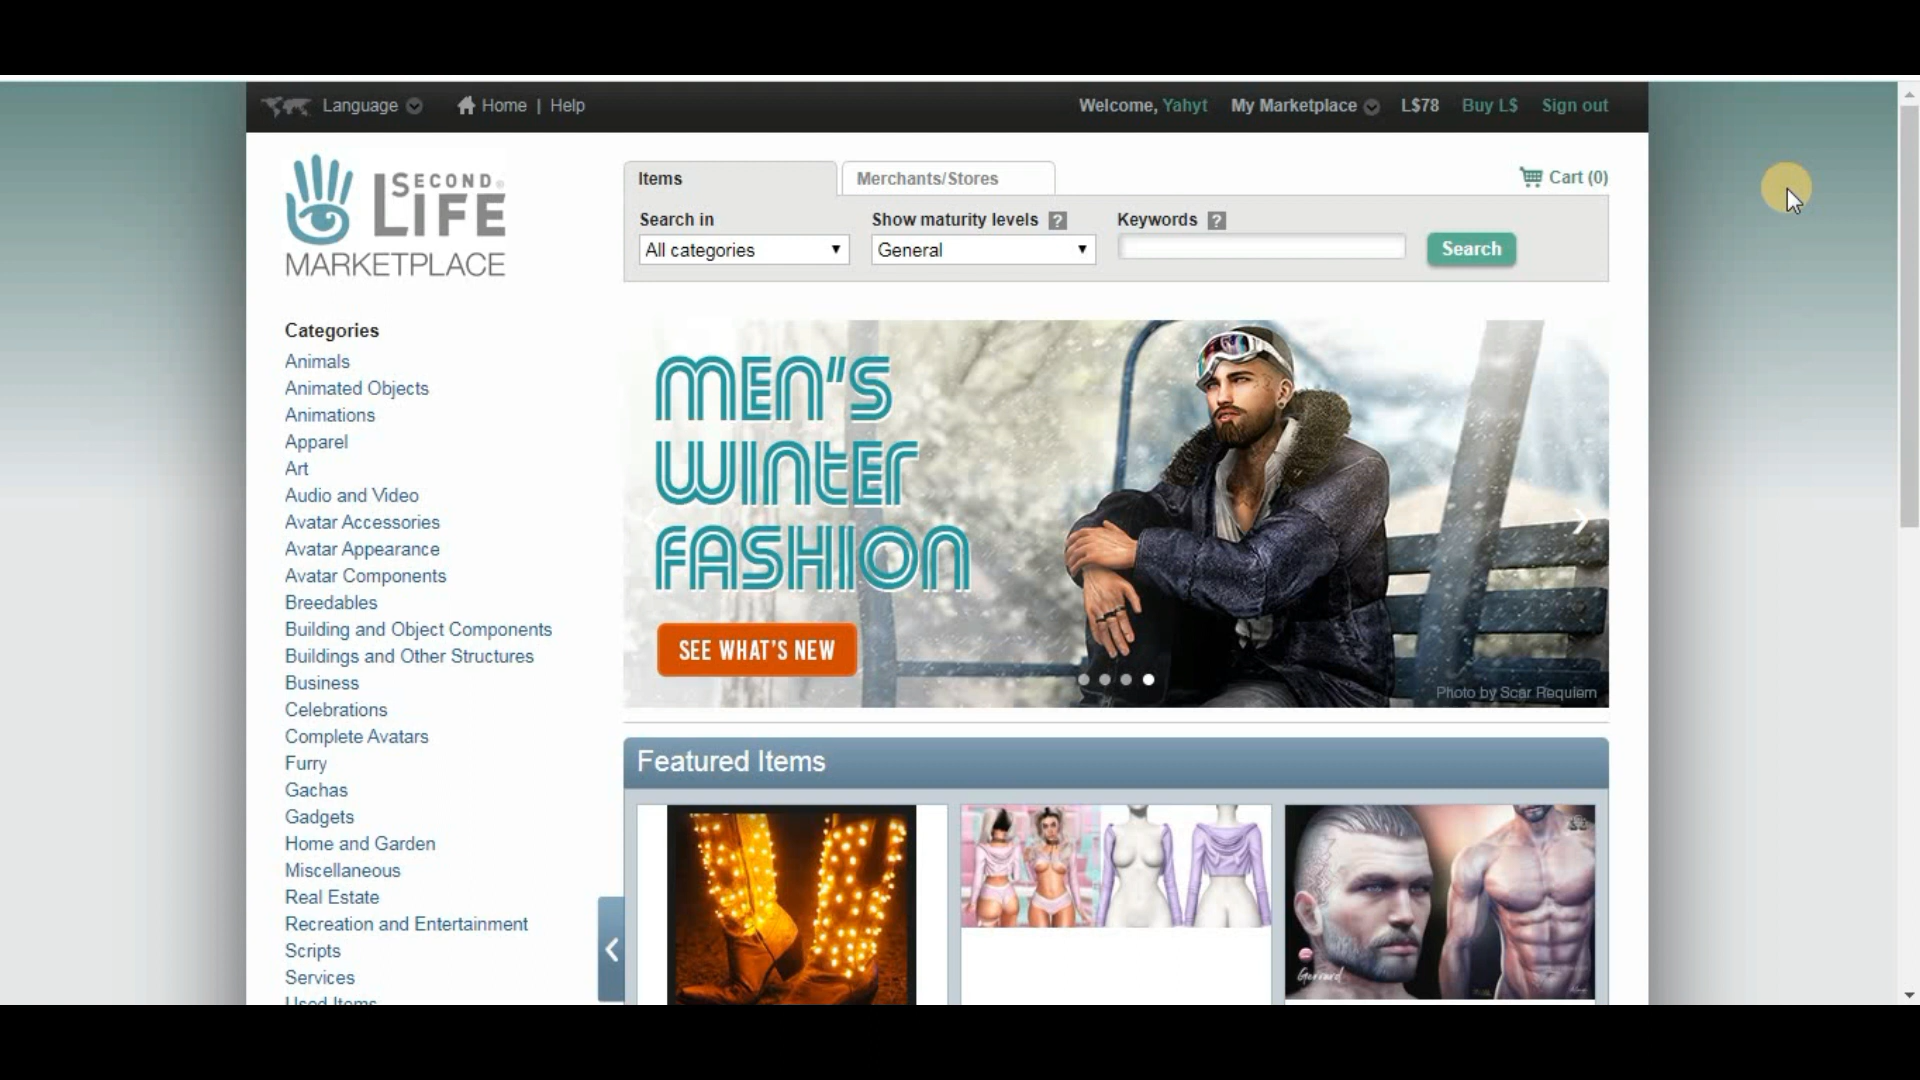 Language
Home | Help
Welcome, Yahyt My Marketplace L$78 Buy L$ Sign out
SECOND
LIFE
MARKETPLACE
Items
Merchants/Stores
Cart (0)
Search in
Show maturity levels ?
Keywords ?
All categories
General
Search
Categories
Animals
Animated Objects
Animations
Apparel
Art
Audio and Video
Avatar Accessories
Avatar Appearance
Avatar Components
Breedables
Building and Object Components
Buildings and Other Structures
Business
Celebrations
Complete Avatars
Furry
Gachas
Gadgets
Home and Garden
Miscellaneous
Real Estate
Recreation and Entertainment
Scripts
Services
Used Items
MEN'S
WINTER
FASHION
SEE WHAT'S NEW
Photo by Scar Requiem
Featured Items